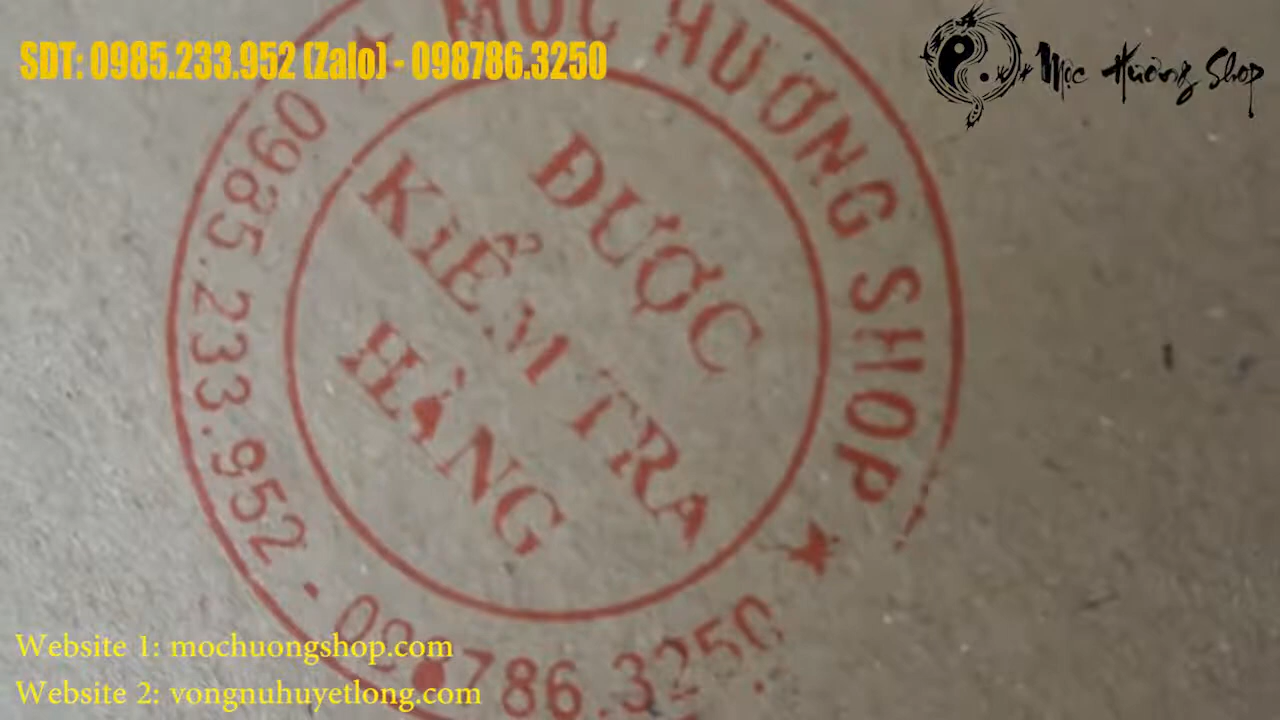 SDT: 0985.233.952 (Zalo) - 098786.3250
Mộc Hương Shop
MỘC HƯƠNG SHOP
ĐƯỢC
KIỂM TRA
HÀNG
0985.233.952 · 098786.3250
Website 1: mochuongshop.com
Website 2: vongnuhuyetlong.com